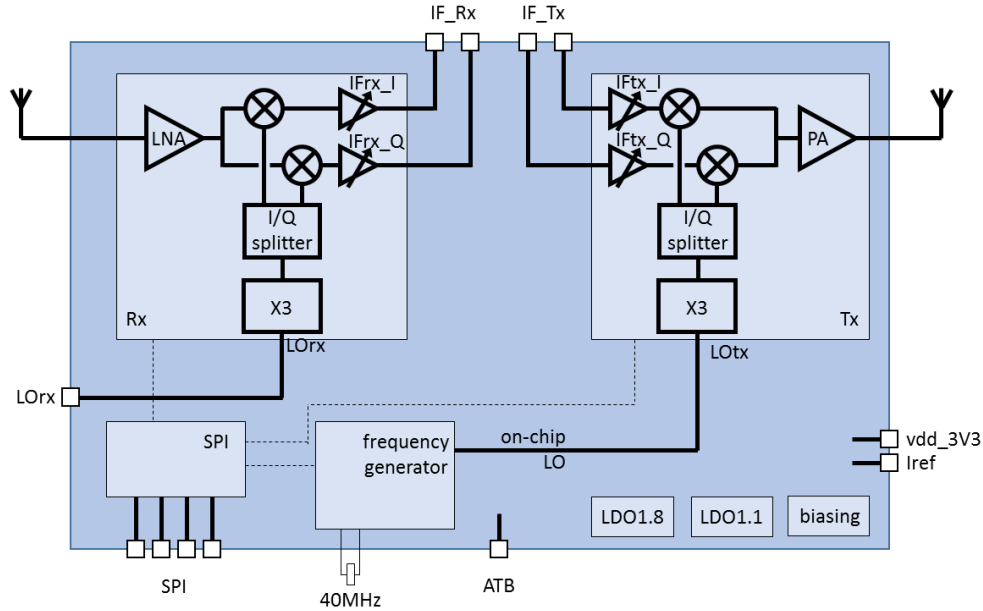 IF_Rx
IF_Tx
IFrx_I
IFtx_I
LNA
IFrx_Q
IFtx_Q
PA
I/Q
splitter
I/Q
splitter
X3
X3
Rx
Tx
LOrx
LOtx
LOrx
SPI
frequency
generator
on-chip
LO
vdd_3V3
Iref
LDO1.8
LDO1.1
biasing
SPI
40MHz
ATB